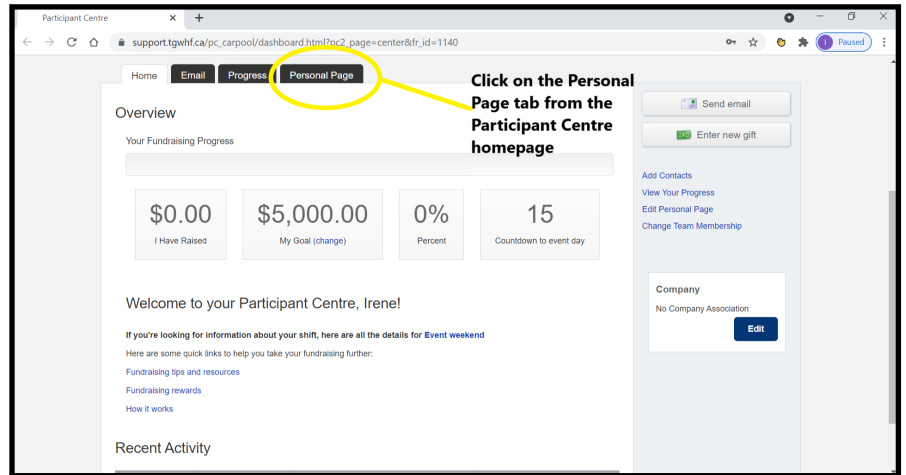 Participant Centre
support.tgwhf.ca/pc_carpool/dashboard.html?pc2_page=center&fr_id=1140
I Paused
Home Email Progress Personal Page
Click on the Personal
Page tab from the
Participant Centre
homepage
Overview
Your Fundraising Progress
$0.00
I Have Raised
$5,000.00
My Goal (change)
0%
Percent
15
Countdown to event day
Welcome to your Participant Centre, Irene!
If you're looking for information about your shift, here are all the details for Event weekend
Here are some quick links to help you take your fundraising further:
Fundraising tips and resources
Fundraising rewards
How it works
Recent Activity
Send email
Enter new gift
Add Contacts
View Your Progress
Edit Personal Page
Change Team Membership
Company
No Company Association
Edit